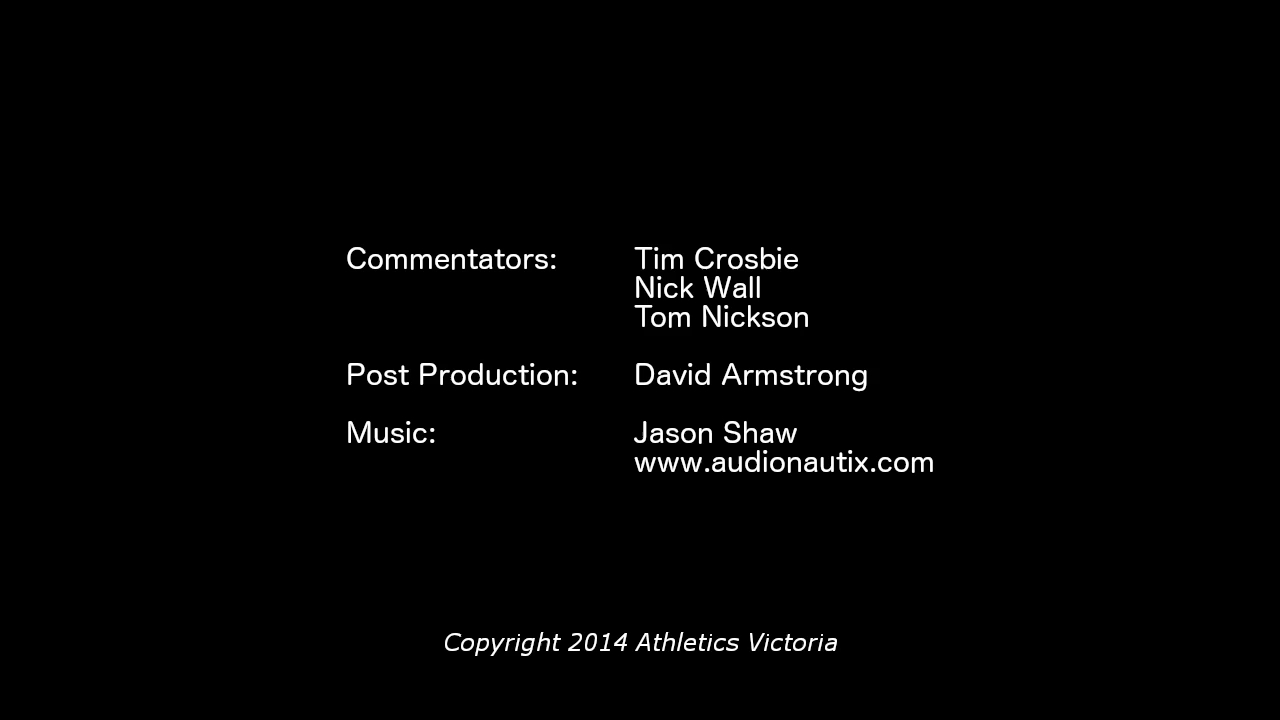 Commentators: Tim Crosbie
Nick Wall
Tom Nickson
Post Production: David Armstrong
Music: Jason Shaw
www.audionautix.com
Copyright 2014 Athletics Victoria